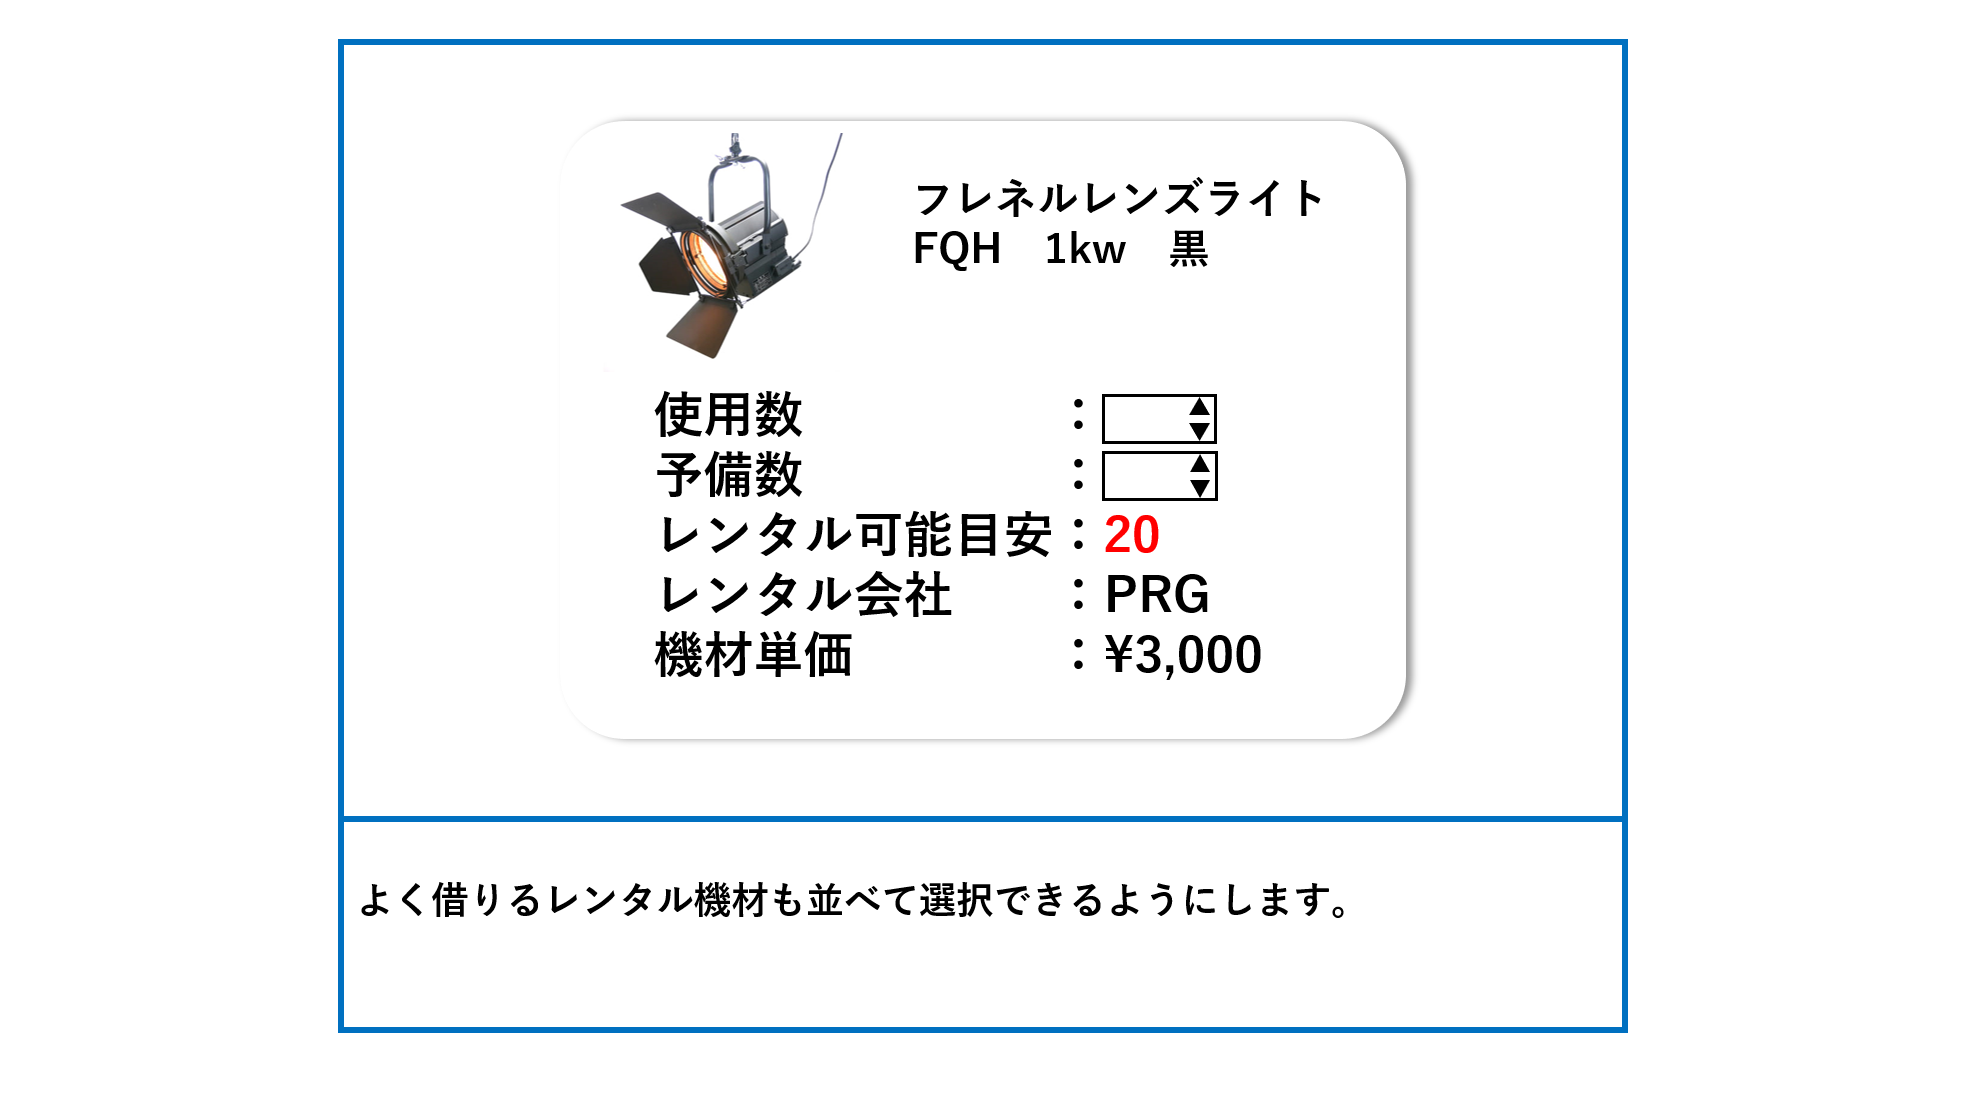 フレネルレンズライト
FQH　1kw　黒
使用数　：
予備数　：
レンタル可能目安：20
レンタル会社　：PRG
機材単価　：¥3,000
よく借りるレンタル機材も並べて選択できるようにします。